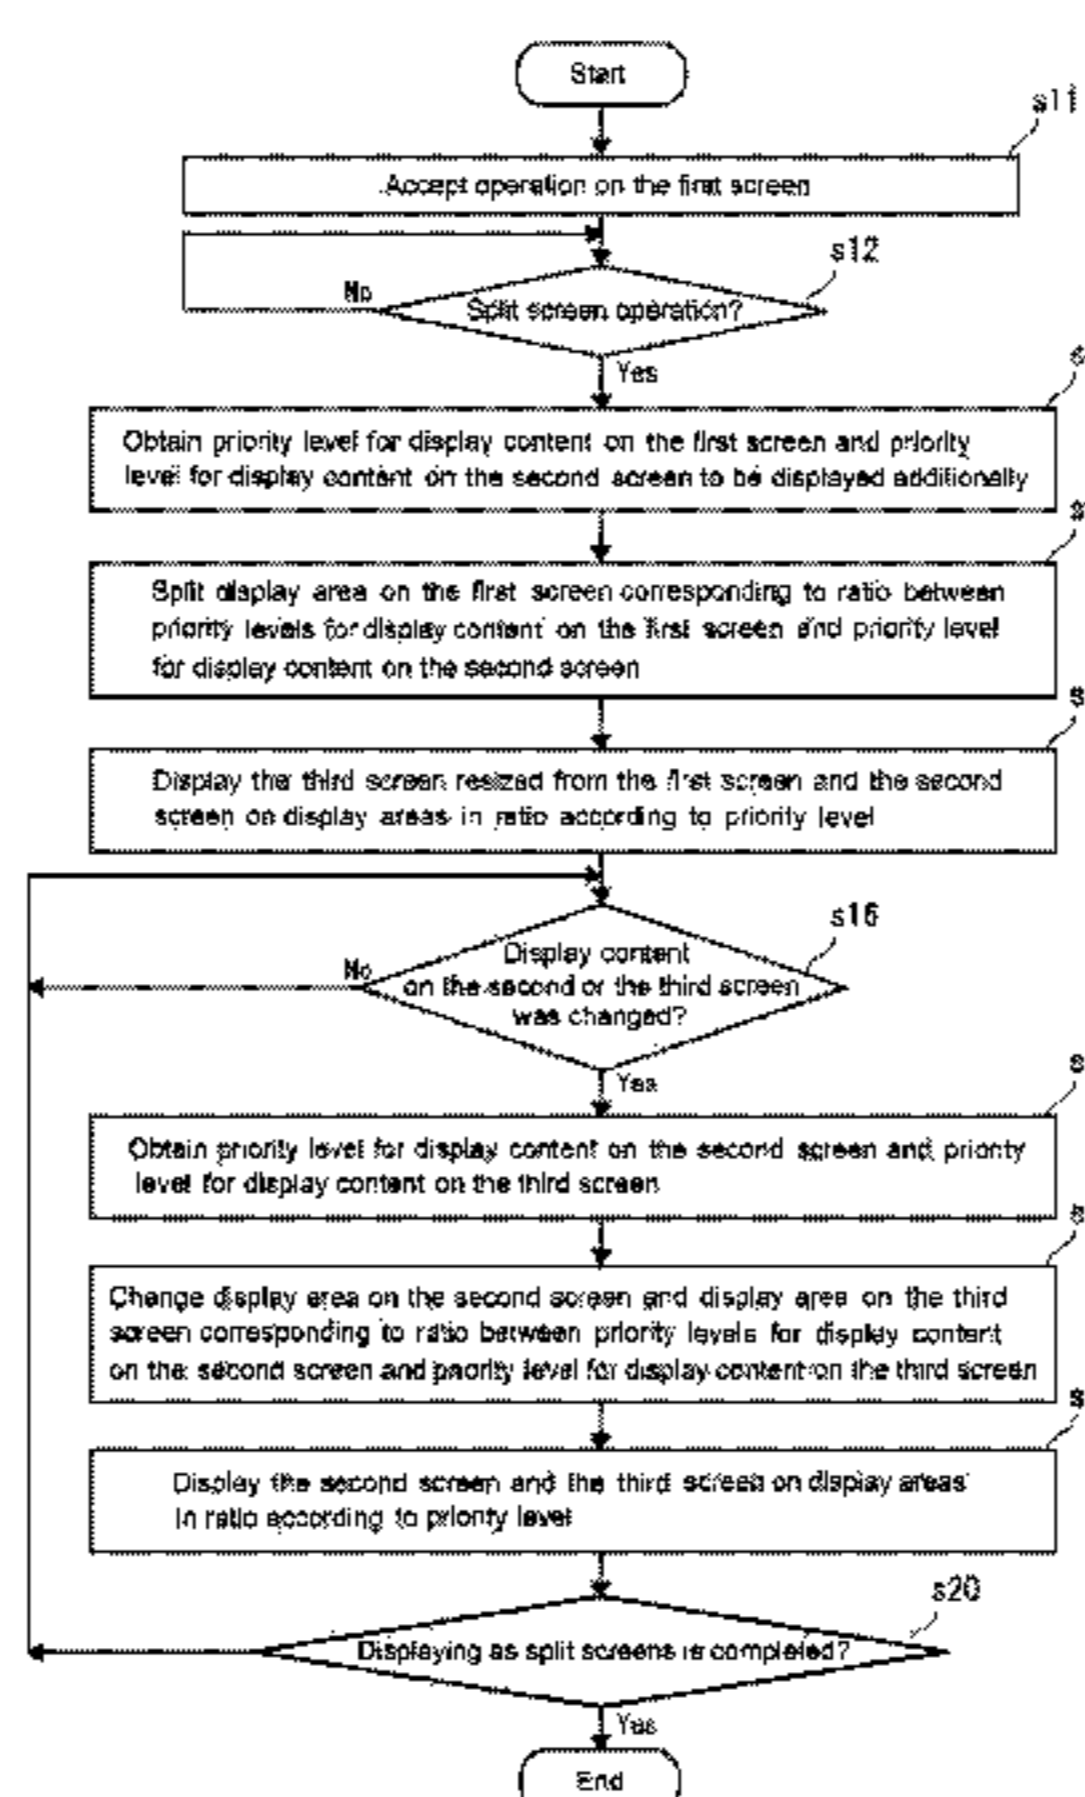 Start
s11
Accept operation on the first screen
s12
No
Split screen operation?
Yes
s
Obtain priority level for display content on the first screen and priority
level for display content on the second screen to be displayed additionally
s
Split display area on the first screen corresponding to ratio between
priority levels for display content on the first screen and priority level
for display content on the second screen
s
Display the third screen resized from the first screen and the second
screen on display areas in ratio according to priority level
s16
No
Display content
on the second or the third screen
was changed?
Yes
s
Obtain priority level for display content on the second screen and priority
level for display content on the third screen
s
Change display area on the second screen and display area on the third
screen corresponding to ratio between priority levels for display content
on the second screen and priority level for display content on the third screen
s
Display the second screen and the third screen on display areas
in ratio according to priority level
s20
Displaying as split screens is completed?
Yes
End